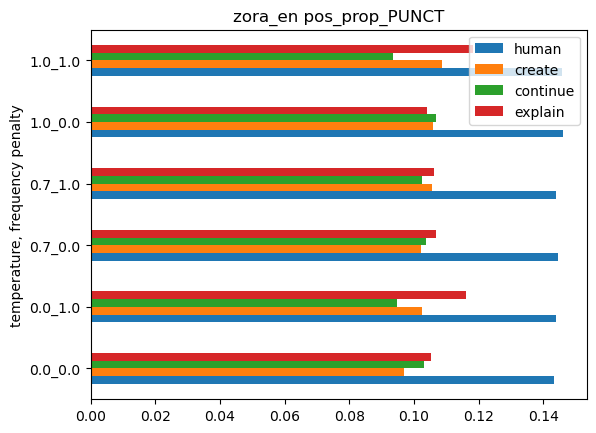 zora_en pos_prop_PUNCT
human
create
continue
explain
temperature, frequency penalty
1.0_1.0
1.0_0.0
0.7_1.0
0.7_0.0
0.0_1.0
0.0_0.0
0.00 0.02 0.04 0.06 0.08 0.10 0.12 0.14